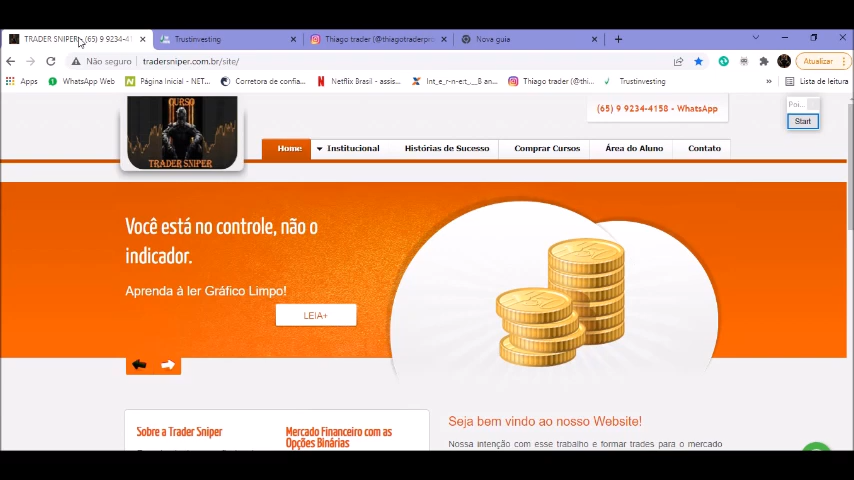 TRADER SNIPER - (65) 9 9234-41
Trustinvesting
Thiago trader (@thiagotraderpr
Nova guia
Não seguro
tradersniper.com.br/site/
Atualizar
Apps
WhatsApp Web
Página Inicial - NET...
Corretora de confia...
Netflix Brasil - assis...
Int_e_r-n=er_t__B an...
Thiago trader (@thi...
Trustinvesting
»
Lista de leitura
CURSO
TRADER SNIPER
(65) 9 9234-4158 - WhatsApp
Poi...
Start
Home
Institucional
Histórias de Sucesso
Comprar Cursos
Área do Aluno
Contato
Você está no controle, não o
indicador.
Aprenda à ler Gráfico Limpo!
LEIA+
Sobre a Trader Sniper
Mercado Financeiro com as
Opções Binárias
Seja bem vindo ao nosso Website!
Nossa intenção com esse trabalho e formar trades para o mercado